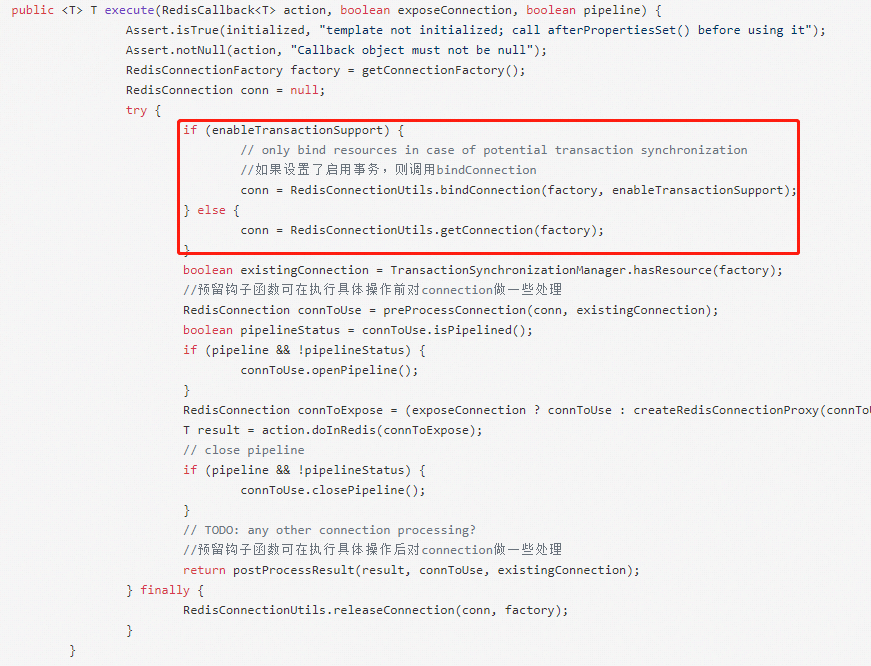 public <T> T execute(RedisCallback<T> action, boolean exposeConnection, boolean pipeline) {
Assert.isTrue(initialized, "template not initialized; call afterPropertiesSet() before using it");
Assert.notNull(action, "Callback object must not be null");
RedisConnectionFactory factory = getConnectionFactory();
RedisConnection conn = null;
try {
if (enableTransactionSupport) {
// only bind resources in case of potential transaction synchronization
//如果设置了启用事务，则调用bindConnection
conn = RedisConnectionUtils.bindConnection(factory, enableTransactionSupport);
} else {
conn = RedisConnectionUtils.getConnection(factory);
}
boolean existingConnection = TransactionSynchronizationManager.hasResource(factory);
//预留钩子函数可在执行具体操作前对connection做一些处理
RedisConnection connToUse = preProcessConnection(conn, existingConnection);
boolean pipelineStatus = connToUse.isPipelined();
if (pipeline && !pipelineStatus) {
connToUse.openPipeline();
}
RedisConnection connToExpose = (exposeConnection ? connToUse : createRedisConnectionProxy(connToU
T result = action.doInRedis(connToExpose);
// close pipeline
if (pipeline && !pipelineStatus) {
connToUse.closePipeline();
}
// TODO: any other connection processing?
//预留钩子函数可在执行具体操作后对connection做一些处理
return postProcessResult(result, connToUse, existingConnection);
} finally {
RedisConnectionUtils.releaseConnection(conn, factory);
}
}